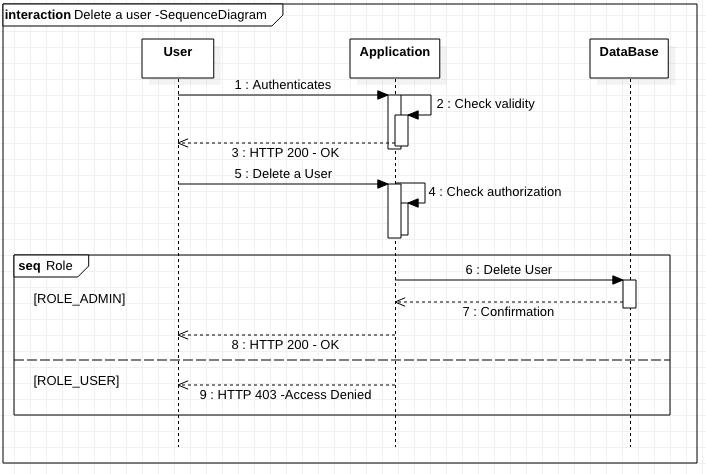 interaction Delete a user -SequenceDiagram
User
Application
DataBase
1 : Authenticates
2 : Check validity
3 : HTTP 200 - OK
5 : Delete a User
4 : Check authorization
seq Role
6 : Delete User
[ROLE_ADMIN]
7 : Confirmation
8 : HTTP 200 - OK
[ROLE_USER]
9 : HTTP 403 -Access Denied